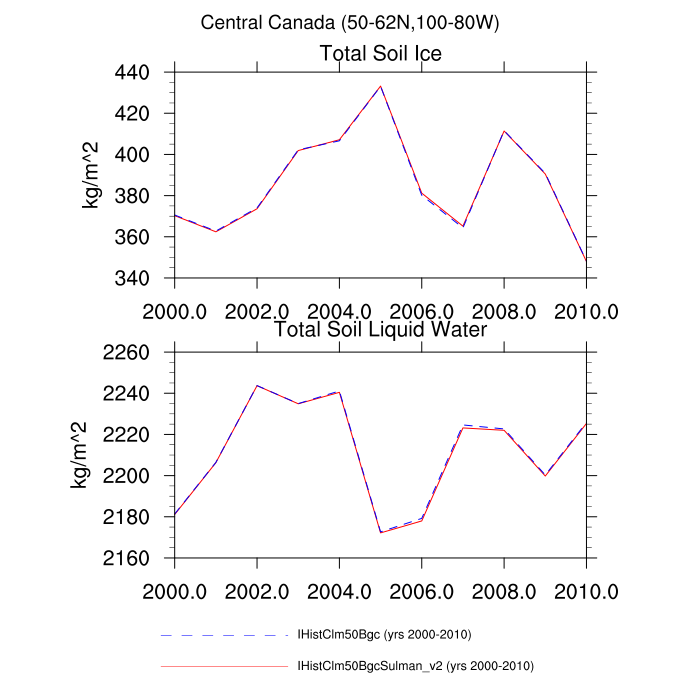 Central Canada (50-62N,100-80W)
Total Soil Ice
kg/m^2
440
420
400
380
360
340
2000.0 2002.0 2004.0 2006.0 2008.0 2010.0
Total Soil Liquid Water
kg/m^2
2260
2240
2220
2200
2180
2160
2000.0 2002.0 2004.0 2006.0 2008.0 2010.0
IHistClm50Bgc (yrs 2000-2010)
IHistClm50BgcSulman_v2 (yrs 2000-2010)